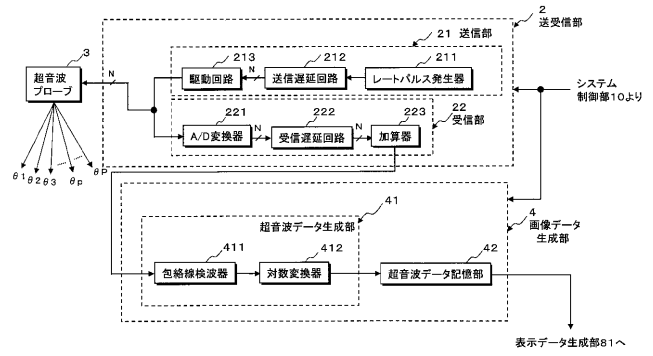 2
送受信部
21 送信部
3
213
212
211
超音波
プローブ
N
駆動回路
N
送信遅延回路
レートパルス発生器
システム
制御部10より
22
受信部
221
222
223
A/D変換器
N
受信遅延回路
N
加算器
θ1
θ2
θ3
θp
θP
41
超音波データ生成部
4
画像データ
生成部
411
412
42
包絡線検波器
対数変換器
超音波データ記憶部
表示データ生成部81へ